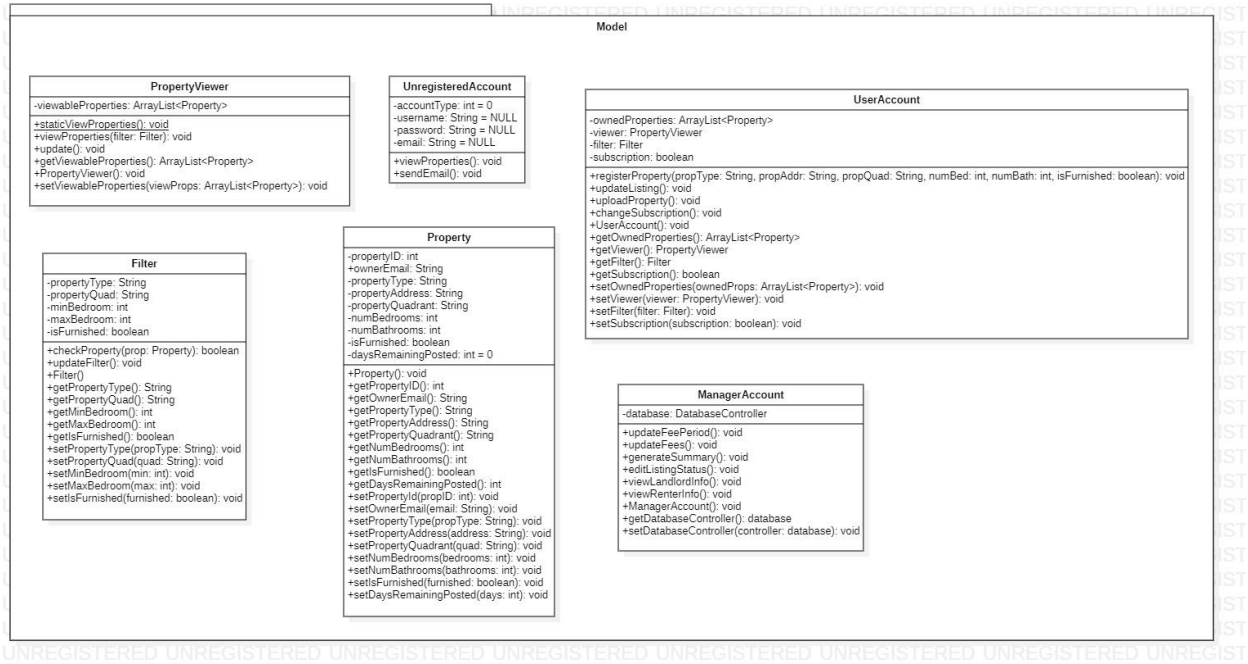 Model
PropertyViewer
-viewableProperties: ArrayList<Property>
+staticViewProperties(): void
+viewProperties(filter: Filter): void
+update(): void
+getViewableProperties(): ArrayList<Property>
+PropertyViewer(): void
+setViewableProperties(viewProps: ArrayList<Property>): void
UnregisteredAccount
-accountType: int = 0
-username: String = NULL
-password: String = NULL
-email: String = NULL
+viewProperties(): void
+sendEmail(): void
UserAccount
-ownedProperties: ArrayList<Property>
-viewer: PropertyViewer
-filter: Filter
-subscription: boolean
+registerProperty(propType: String, propAddr: String, propQuad: String, numBed: int, numBath: int, isFurnished: boolean): void
+updateListing(): void
+uploadProperty(): void
+changeSubscription(): void
+UserAccount(): void
+getOwnedProperties(): ArrayList<Property>
+getViewer(): PropertyViewer
+getFilter(): Filter
+getSubscription(): boolean
+setOwnedProperties(ownedProps: ArrayList<Property>): void
+setViewer(viewer: PropertyViewer): void
+setFilter(filter: Filter): void
+setSubscription(subscription: boolean): void
Filter
-propertyType: String
-propertyQuad: String
-minBedroom: int
-maxBedroom: int
-isFurnished: boolean
+checkProperty(prop: Property): boolean
+updateFilter(): void
+Filter()
+getPropertyType(): String
+getPropertyQuad(): String
+getMinBedroom(): int
+getMaxBedroom(): int
+getIsFurnished(): boolean
+setPropertyType(propType: String): void
+setPropertyQuad(quad: String): void
+setMinBedroom(min: int): void
+setMaxBedroom(max: int): void
+setIsFurnished(furnished: boolean): void
Property
-propertyID: int
+ownerEmail: String
-propertyType: String
-propertyAddress: String
-propertyQuadrant: String
-numBedrooms: int
-numBathrooms: int
-isFurnished: boolean
-daysRemainingPosted: int = 0
+Property(): void
+getPropertyID(): int
+getOwnerEmail(): String
+getPropertyType(): String
+getPropertyAddress(): String
+getPropertyQuadrant(): String
+getNumBedrooms(): int
+getNumBathrooms(): int
+getIsFurnished(): boolean
+getDaysRemainingPosted(): int
+setPropertyId(propID: int): void
+setOwnerEmail(email: String): void
+setPropertyType(propType: String): void
+setPropertyAddress(address: String): void
+setPropertyQuadrant(quad: String): void
+setNumBedrooms(bedrooms: int): void
+setNumBathrooms(bathrooms: int): void
+setIsFurnished(furnished: boolean): void
+setDaysRemainingPosted(days: int): void
ManagerAccount
-database: DatabaseController
+updateFeePeriod(): void
+updateFees(): void
+generateSummary(): void
+editListingStatus(): void
+viewLandlordInfo(): void
+viewRenterInfo(): void
+ManagerAccount(): void
+getDatabaseController(): database
+setDatabaseController(controller: database): void
UNREGISTERED UNREGISTERED UNREGISTERED UNREGISTERED UNREGISTERED UNREGISTERED UNREGISTERED UNREGIST